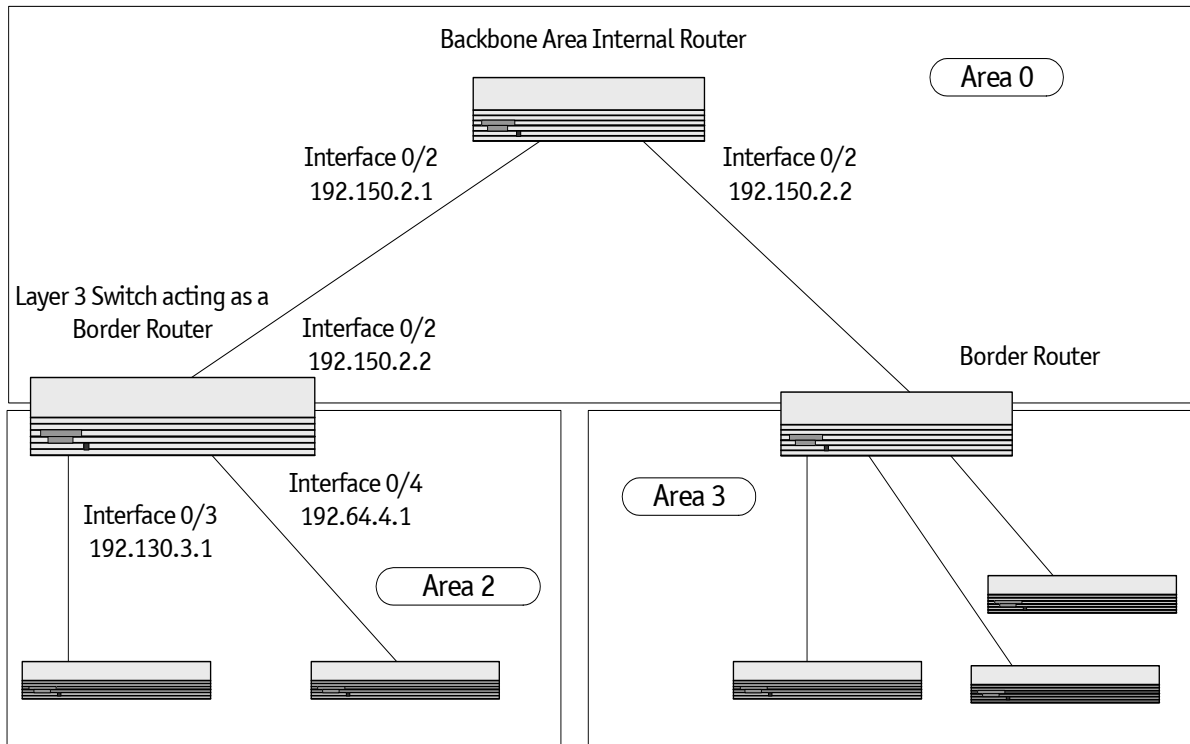 Backbone Area Internal Router
Area 0
Interface 0/2
192.150.2.1
Interface 0/2
192.150.2.2
Layer 3 Switch acting as a
Border Router
Interface 0/2
192.150.2.2
Border Router
Interface 0/3
192.130.3.1
Interface 0/4
192.64.4.1
Area 2
Area 3